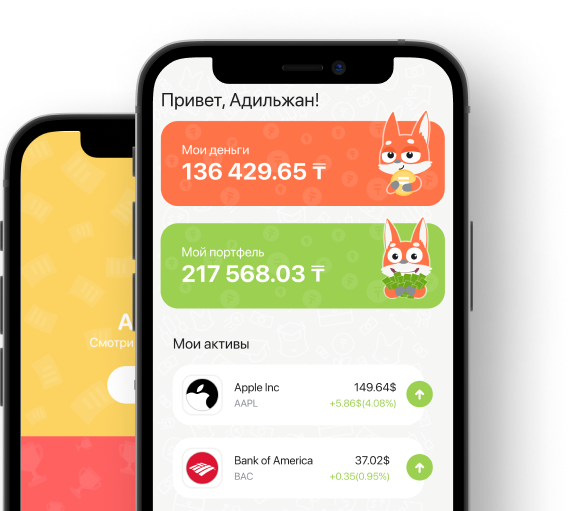 Привет, Адильжан!
Мои деньги
136 429.65 ₸
Мой портфель
217 568.03 ₸
Мои активы
Apple Inc 149.64$
AAPL +5.86$(4.08%)
Bank of America 37.02$
BAC +0.35(0.95%)
А
Смотри